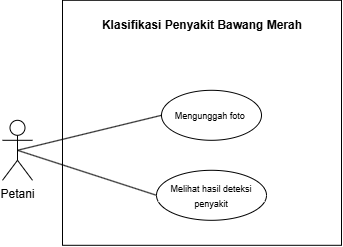 Klasifikasi Penyakit Bawang Merah
Mengunggah foto
Petani
Melihat hasil deteksi
penyakit